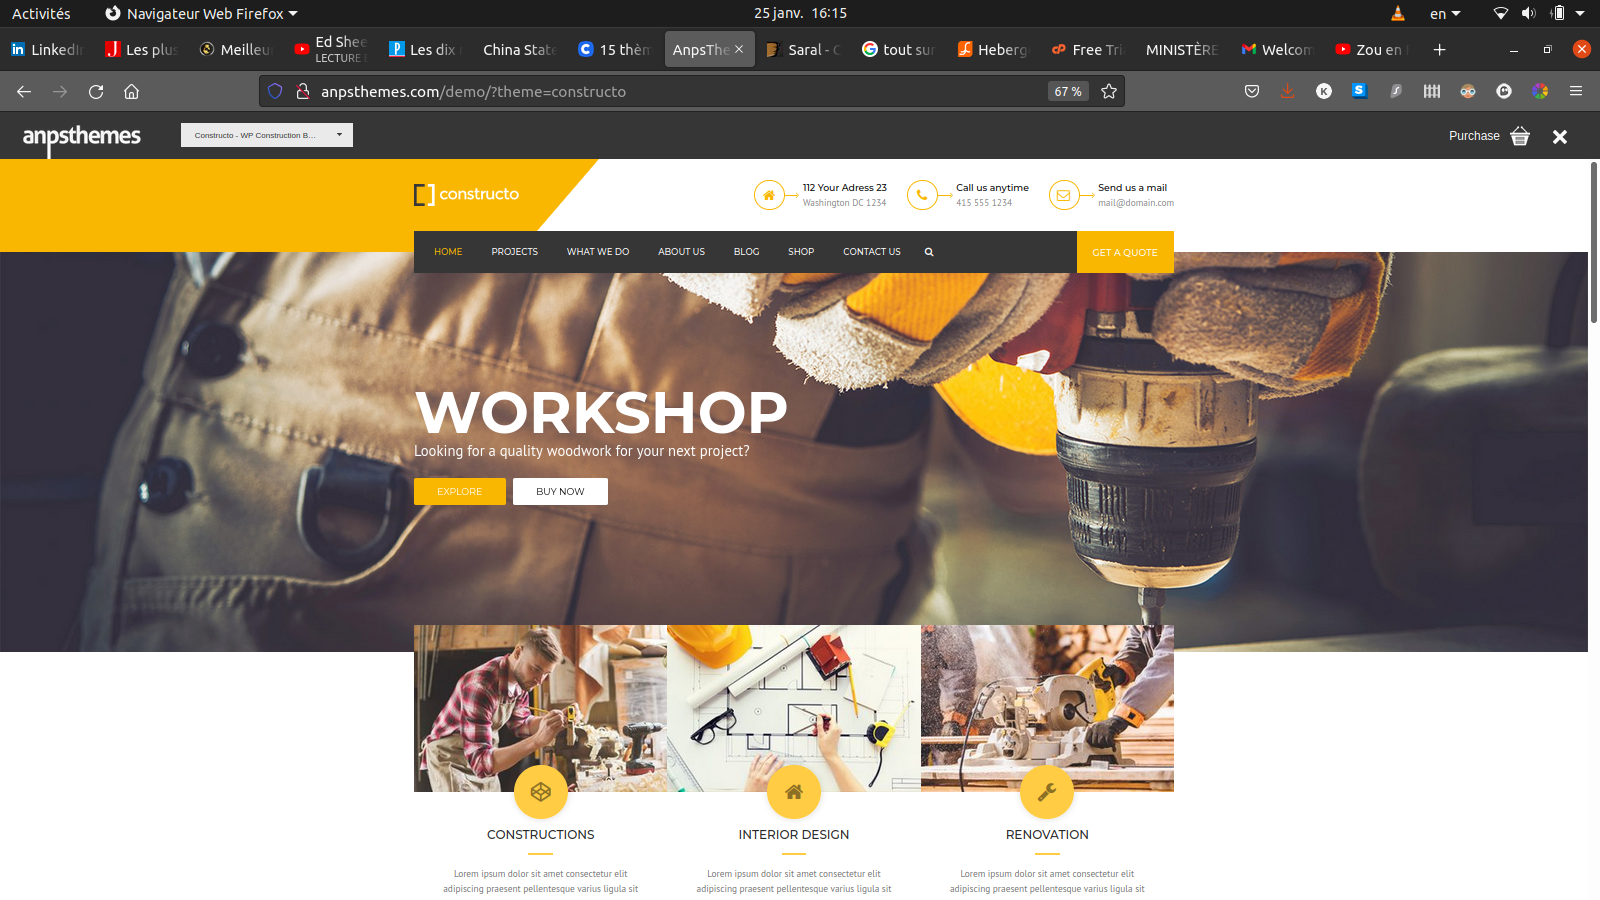 Activités
Navigateur Web Firefox
25 janv. 16:15
en
LinkedIn
Les plus
Meilleu
Ed Shee
LECTURE
Les dix
China State
15 thèm
AnpsThe
Saral - C
tout sur
Heberg
Free Tri
MINISTÈRE
Welcom
Zou en
anpsthemes.com/demo/?theme=constructo
67 %
anpsthemes
Constructo - WP Construction B...
Purchase
constructo
112 Your Adress 23
Washington DC 1234
Call us anytime
415 555 1234
Send us a mail
mail@domain.com
HOME
PROJECTS
WHAT WE DO
ABOUT US
BLOG
SHOP
CONTACT US
GET A QUOTE
WORKSHOP
Looking for a quality woodwork for your next project?
EXPLORE
BUY NOW
CONSTRUCTIONS
Lorem ipsum dolor sit amet consectetur elit
adipiscing praesent pellentesque varius ligula sit
INTERIOR DESIGN
Lorem ipsum dolor sit amet consectetur elit
adipiscing praesent pellentesque varius ligula sit
RENOVATION
Lorem ipsum dolor sit amet consectetur elit
adipiscing praesent pellentesque varius ligula sit